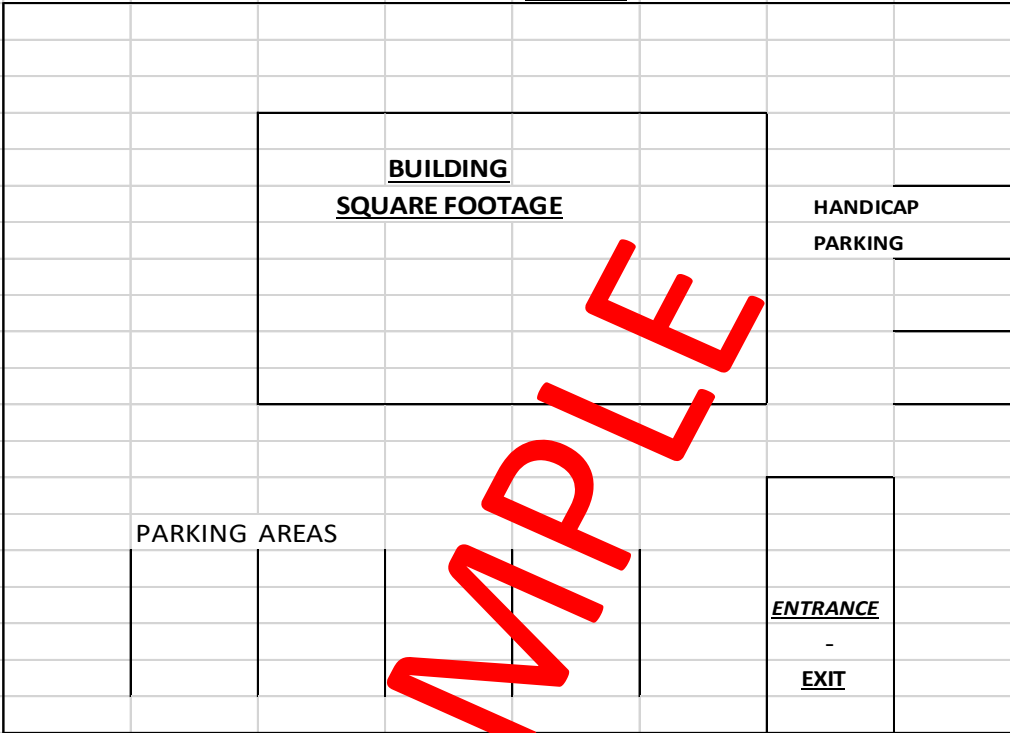 BUILDING
SQUARE FOOTAGE
HANDICAP
PARKING
PARKING AREAS
ENTRANCE
-
EXIT
MPLE